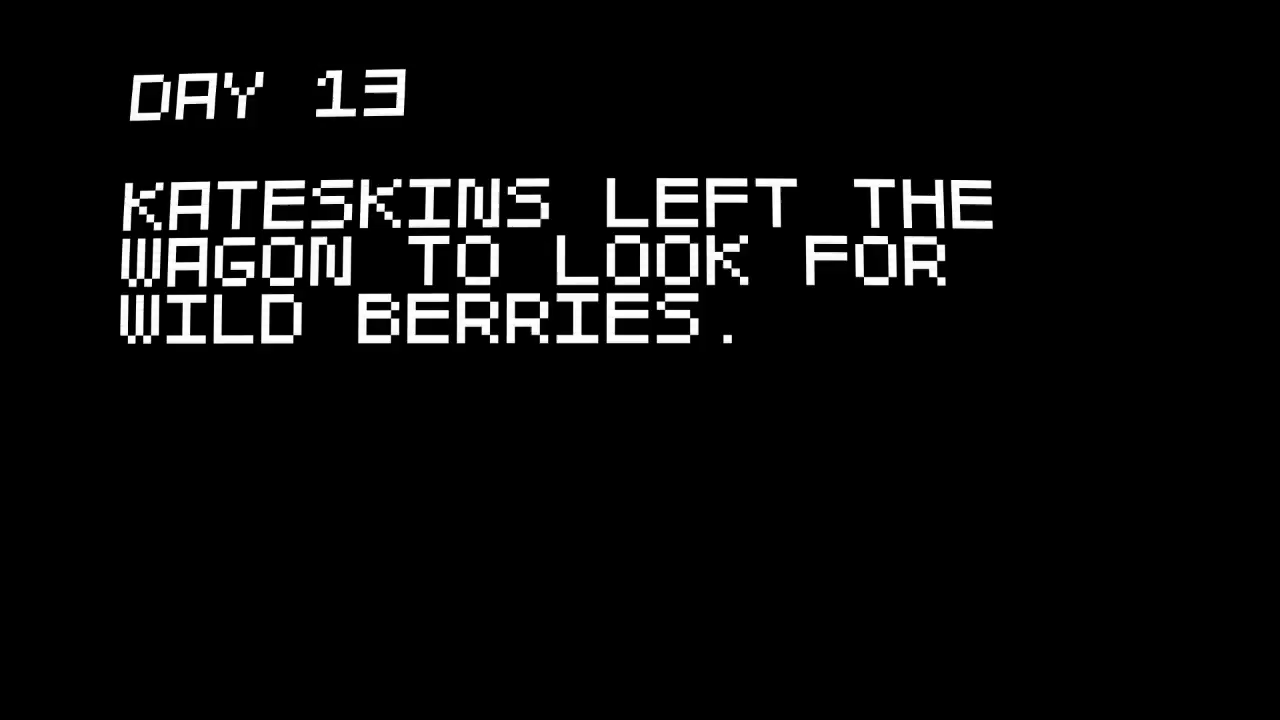 DAY 13
KATESKINS LEFT THE
WAGON TO LOOK FOR
WILD BERRIES.